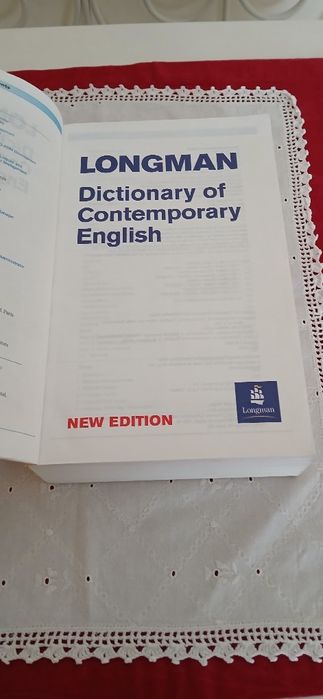 LONGMAN
Dictionary of
Contemporary
English
Longman
NEW EDITION